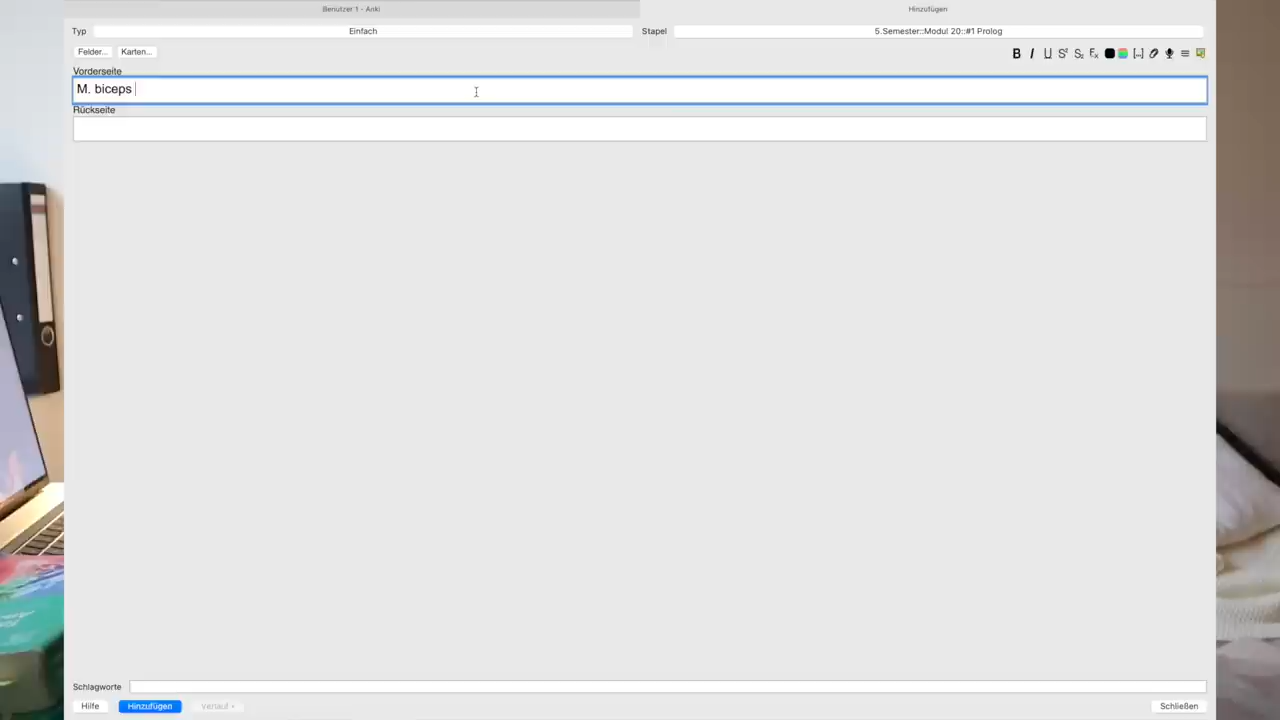 Benutzer 1 - Anki
Hinzufügen
Typ Einfach Stapel 5.Semester::Modul 20::#1 Prolog
Felder... Karten...
Vorderseite
M. biceps
Rückseite
Schlagworte
Hilfe Hinzufügen Verlauf Schließen